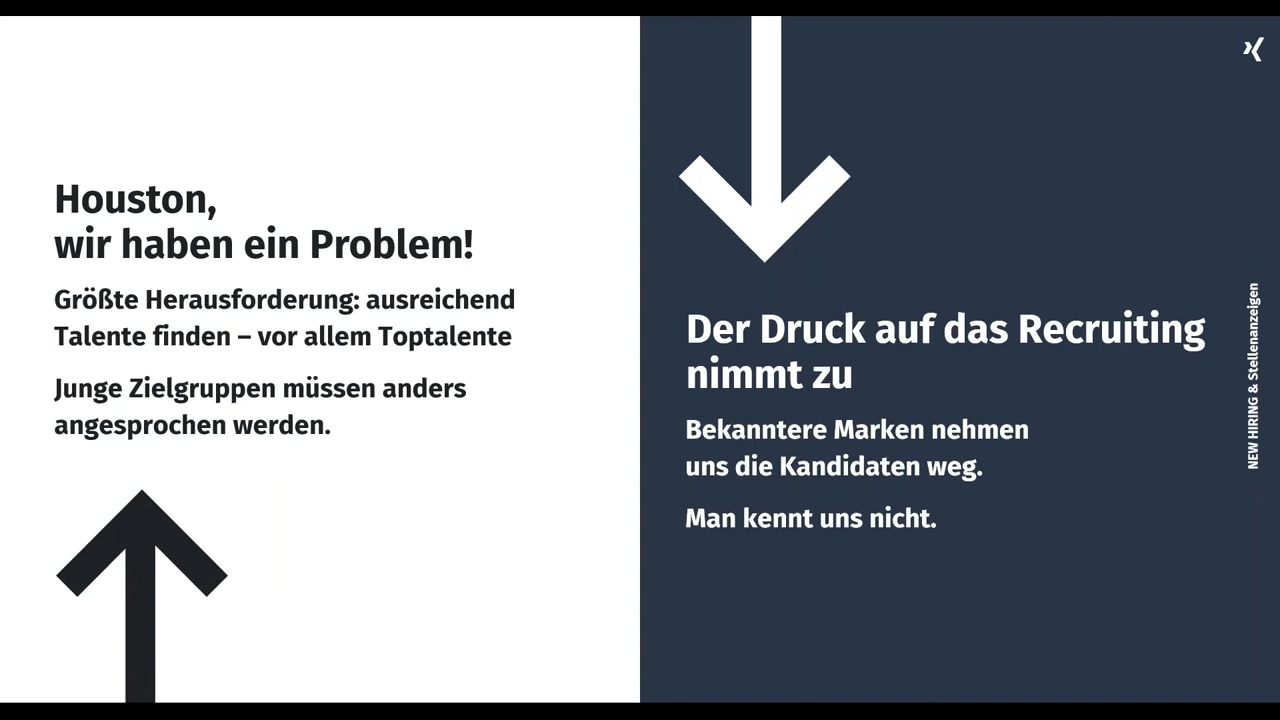 Houston,
wir haben ein Problem!
Größte Herausforderung: ausreichend
Talente finden – vor allem Toptalente
Junge Zielgruppen müssen anders
angesprochen werden.
Der Druck auf das Recruiting
nimmt zu
Bekanntere Marken nehmen
uns die Kandidaten weg.
Man kennt uns nicht.
NEW HIRING & Stellenanzeigen